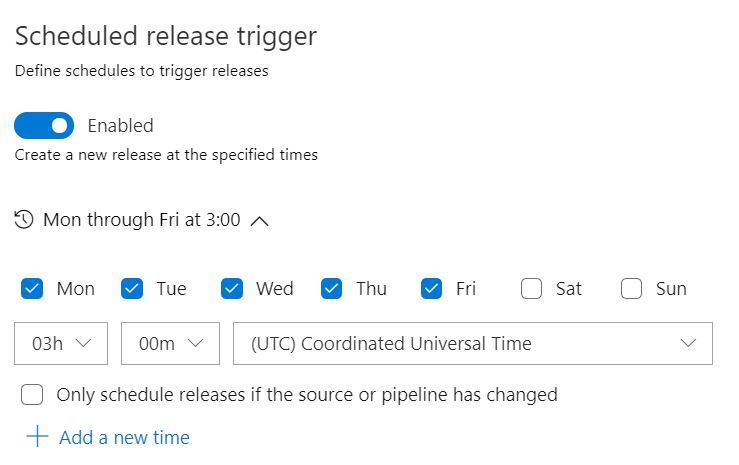 Scheduled release trigger
Define schedules to trigger releases
Enabled
Create a new release at the specified times
Mon through Fri at 3:00
Mon Tue Wed Thu Fri Sat Sun
03h 00m (UTC) Coordinated Universal Time
Only schedule releases if the source or pipeline has changed
Add a new time